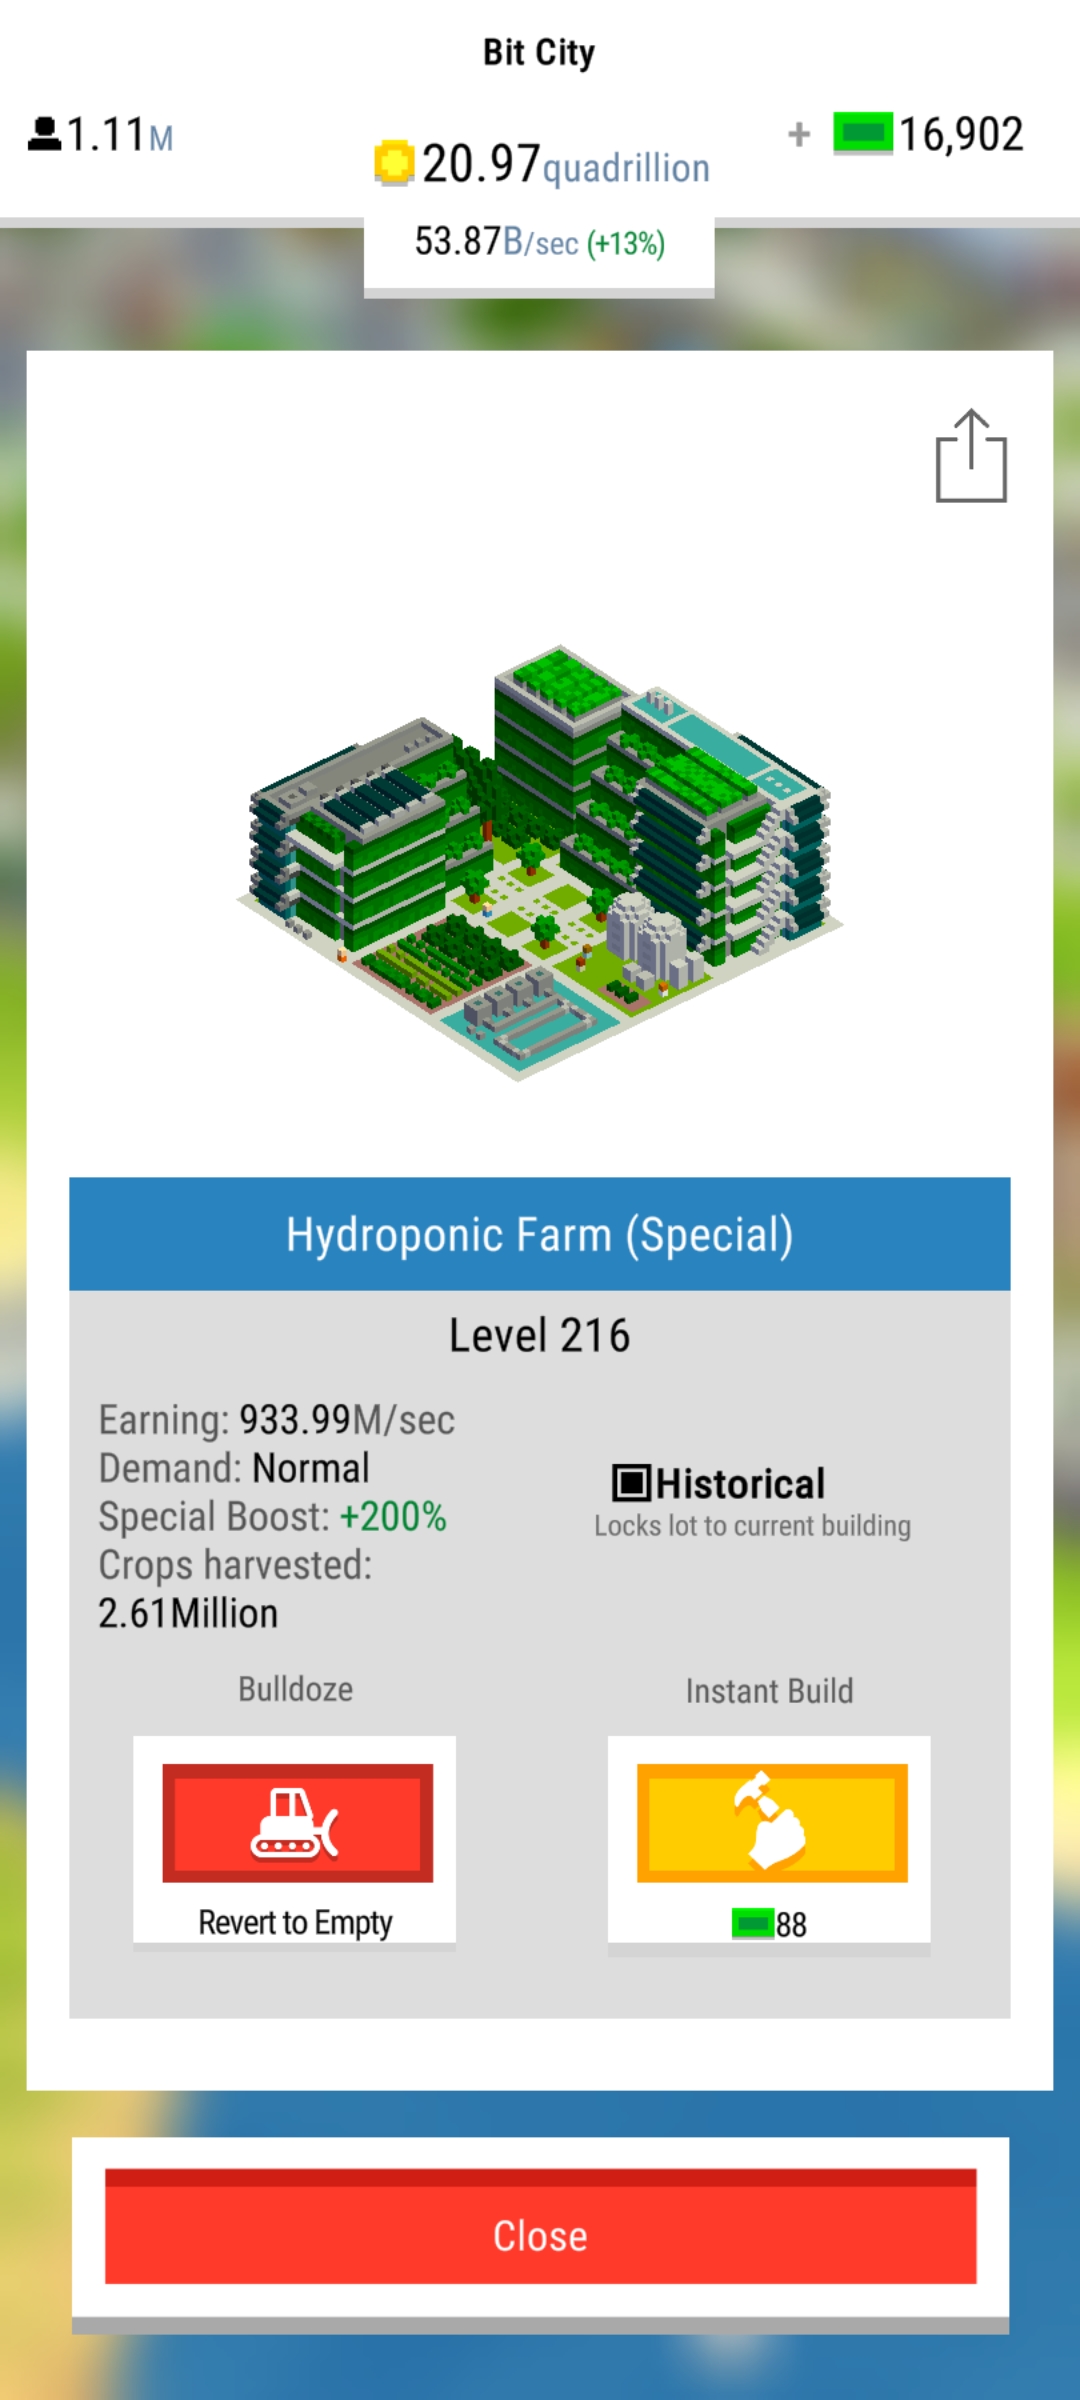 Bit City
1.11M
20.97quadrillion
+ 16,902
53.87B/sec (+13%)
Hydroponic Farm (Special)
Level 216
Earning: 933.99M/sec
Demand: Normal
Special Boost: +200%
Crops harvested:
2.61Million
Historical
Locks lot to current building
Bulldoze
Instant Build
Revert to Empty
88
Close